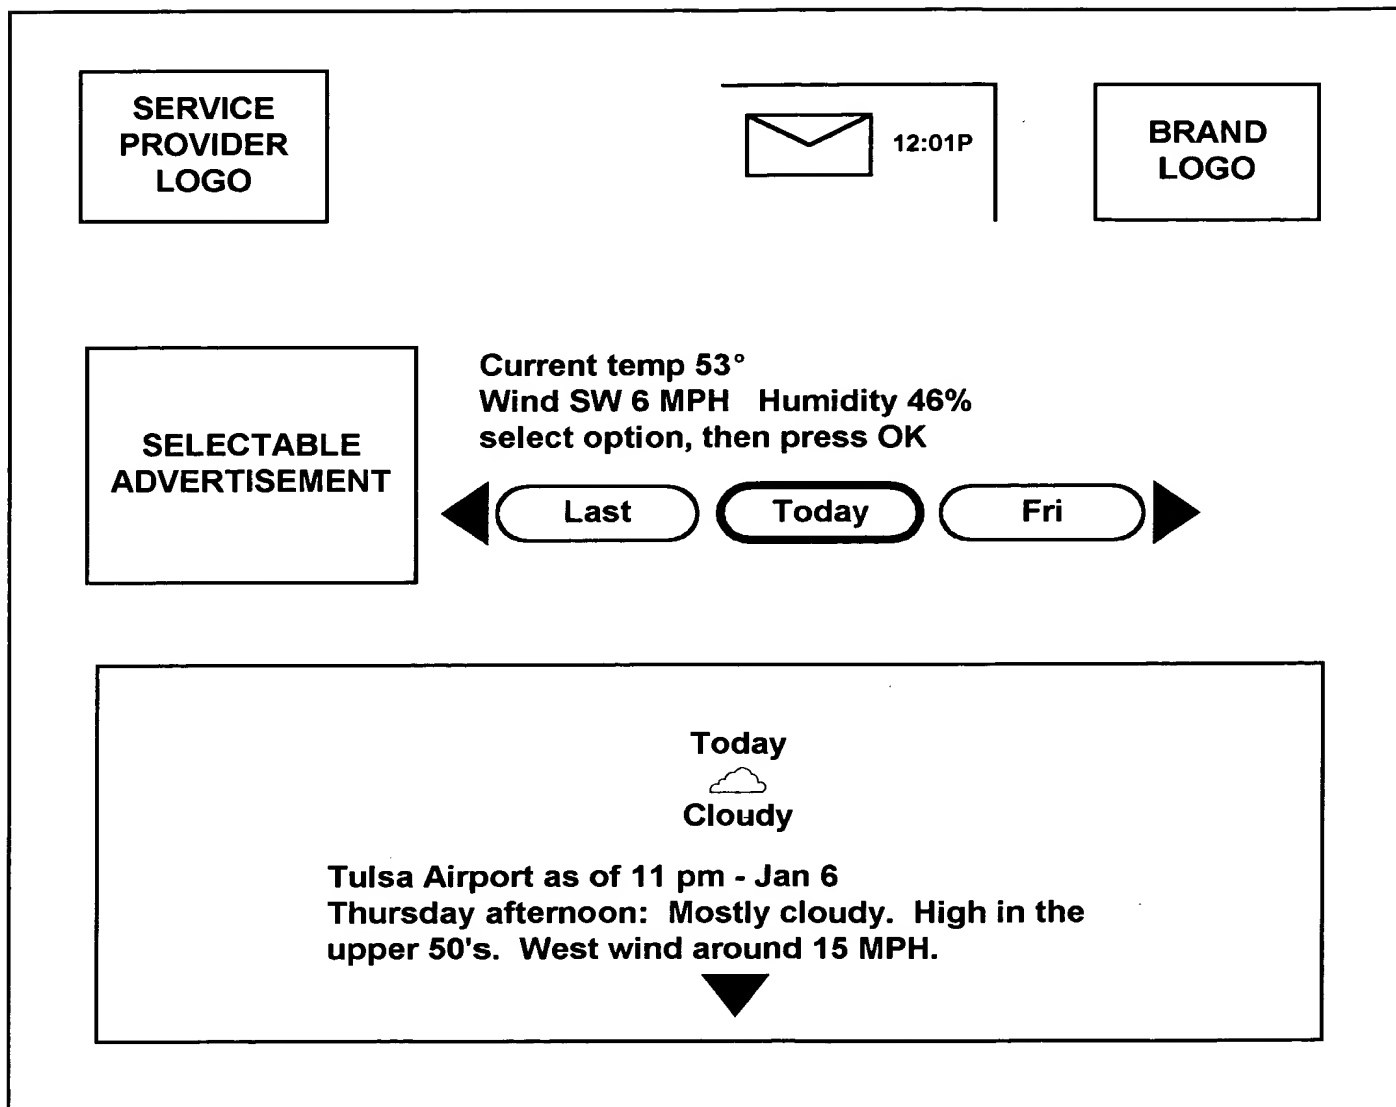 SERVICE
PROVIDER
LOGO
12:01P
BRAND
LOGO
SELECTABLE
ADVERTISEMENT
Current temp 53°
Wind SW 6 MPH   Humidity 46%
select option, then press OK
Last
Today
Fri
Today
Cloudy
Tulsa Airport as of 11 pm - Jan 6
Thursday afternoon:  Mostly cloudy.  High in the
upper 50's.  West wind around 15 MPH.